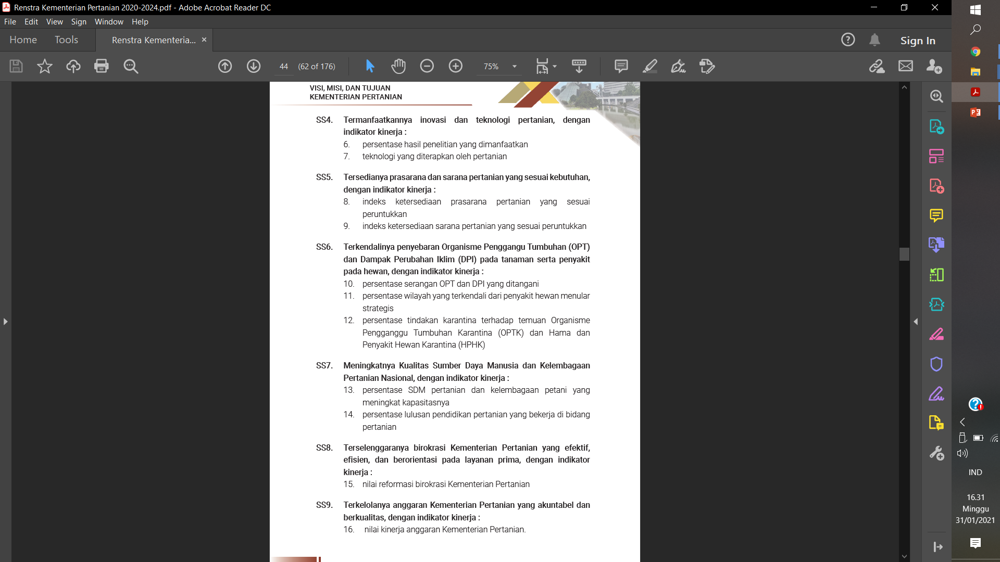 Renstra Kementerian Pertanian 2020-2024.pdf - Adobe Acrobat Reader DC
File Edit View Sign Window Help
Home Tools Renstra Kementeria... × Sign In
44 (62 of 176) 75%
VISI, MISI, DAN TUJUAN
KEMENTERIAN PERTANIAN
SS4. Termanfaatkannya inovasi dan teknologi pertanian, dengan
indikator kinerja :
6. persentase hasil penelitian yang dimanfaatkan
7. teknologi yang diterapkan oleh pertanian
SS5. Tersedianya prasarana dan sarana pertanian yang sesuai kebutuhan,
dengan indikator kinerja :
8. indeks ketersediaan prasarana pertanian yang sesuai
peruntukkan
9. indeks ketersediaan sarana pertanian yang sesuai peruntukkan
SS6. Terkendalinya penyebaran Organisme Penggangu Tumbuhan (OPT)
dan Dampak Perubahan Iklim (DPI) pada tanaman serta penyakit
pada hewan, dengan indikator kinerja :
10. persentase serangan OPT dan DPI yang ditangani
11. persentase wilayah yang terkendali dari penyakit hewan menular
strategis
12. persentase tindakan karantina terhadap temuan Organisme
Pengganggu Tumbuhan Karantina (OPTK) dan Hama dan
Penyakit Hewan Karantina (HPHK)
SS7. Meningkatnya Kualitas Sumber Daya Manusia dan Kelembagaan
Pertanian Nasional, dengan indikator kinerja :
13. persentase SDM pertanian dan kelembagaan petani yang
meningkat kapasitasnya
14. persentase lulusan pendidikan pertanian yang bekerja di bidang
pertanian
SS8. Terselenggaranya birokrasi Kementerian Pertanian yang efektif,
efisien, dan berorientasi pada layanan prima, dengan indikator
kinerja :
15. nilai reformasi birokrasi Kementerian Pertanian
SS9. Terkelolanya anggaran Kementerian Pertanian yang akuntabel dan
berkualitas, dengan indikator kinerja :
16. nilai kinerja anggaran Kementerian Pertanian.
IND
16.31
Minggu
31/01/2021